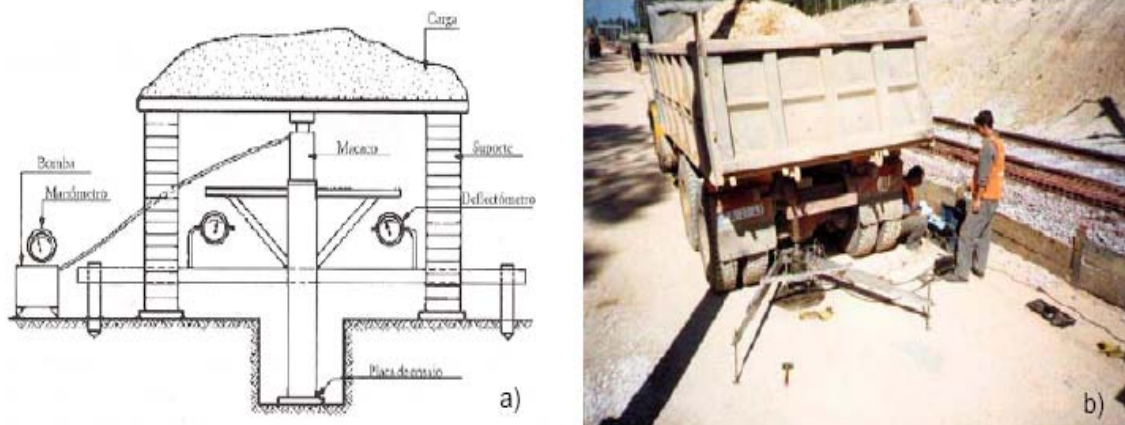 Carga
Bomba
Macaco
Suporte
Manómetro
Deflectómetro
Placa de ensaio
a)
b)